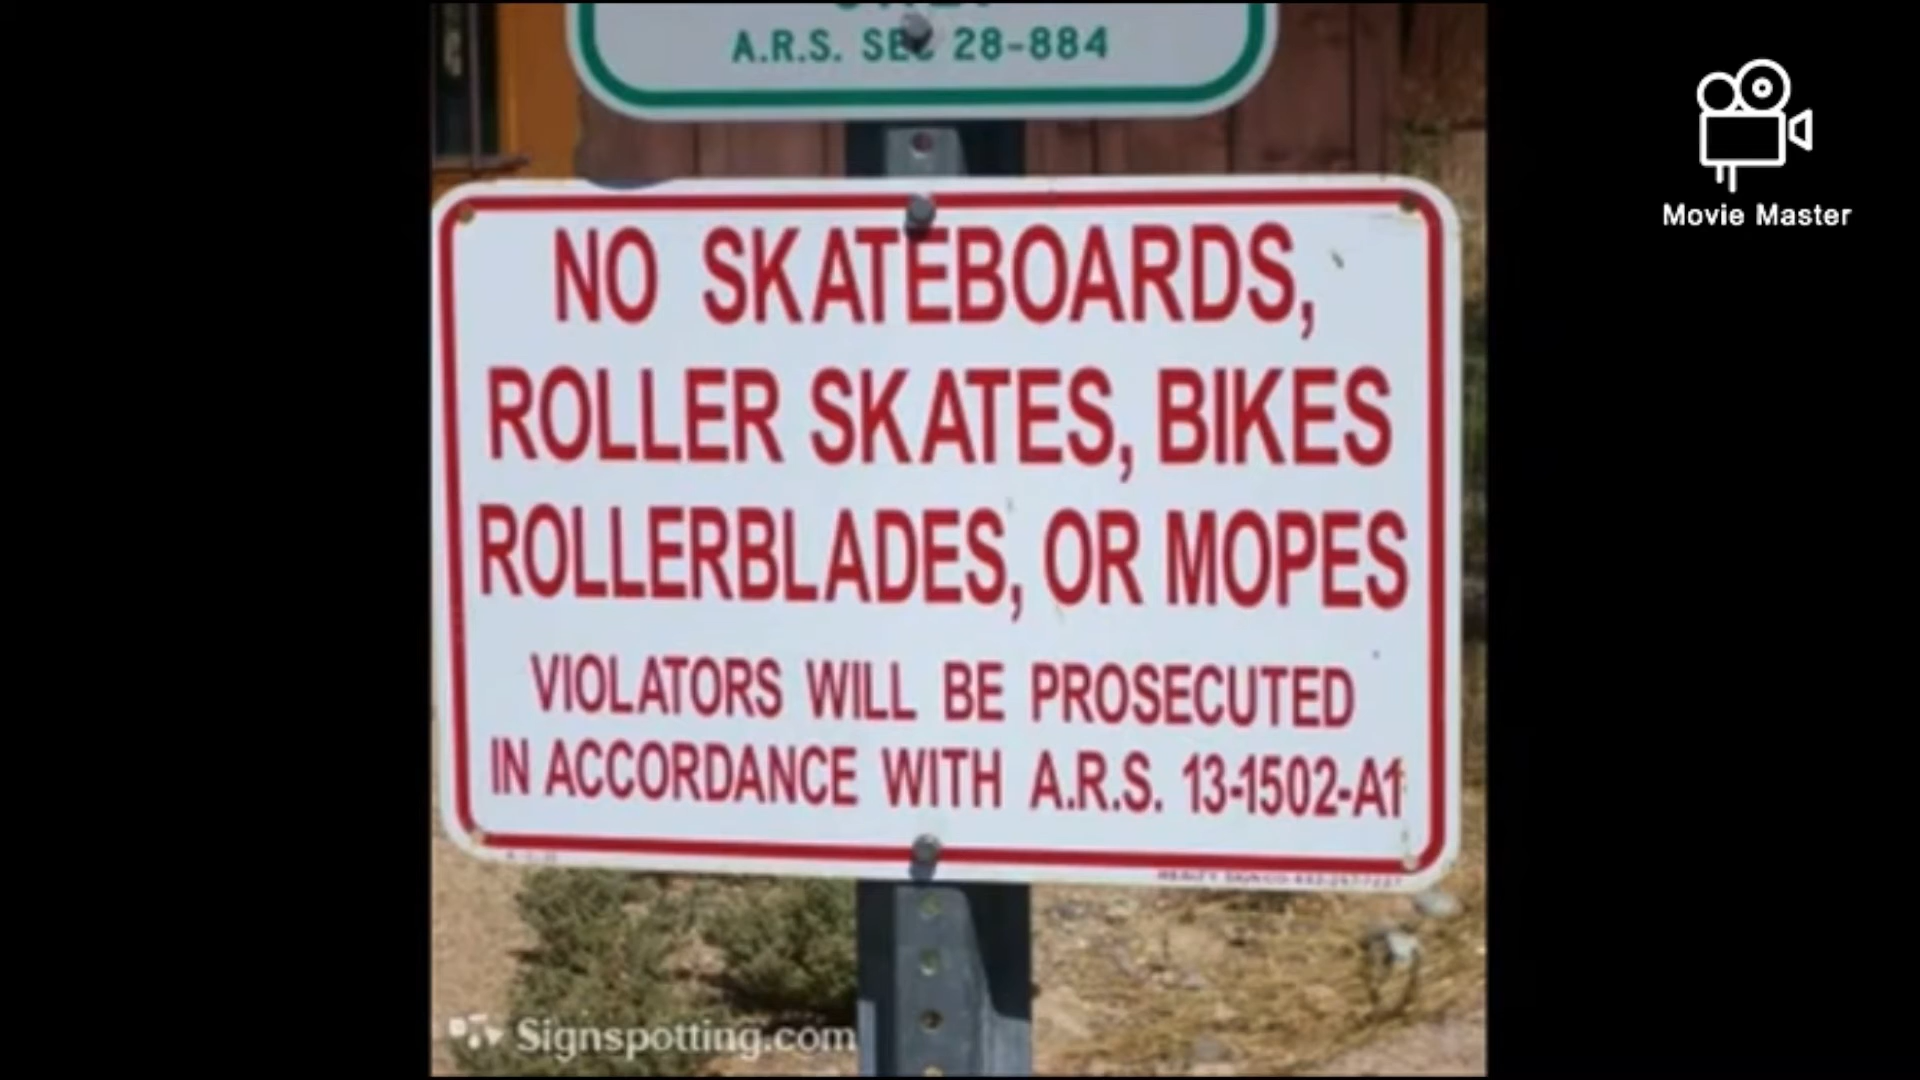 A.R.S. SEC 28-884
NO SKATEBOARDS,
ROLLER SKATES, BIKES
ROLLERBLADES, OR MOPES
VIOLATORS WILL BE PROSECUTED
IN ACCORDANCE WITH A.R.S. 13-1502-A1
Signspotting.com
Movie Master